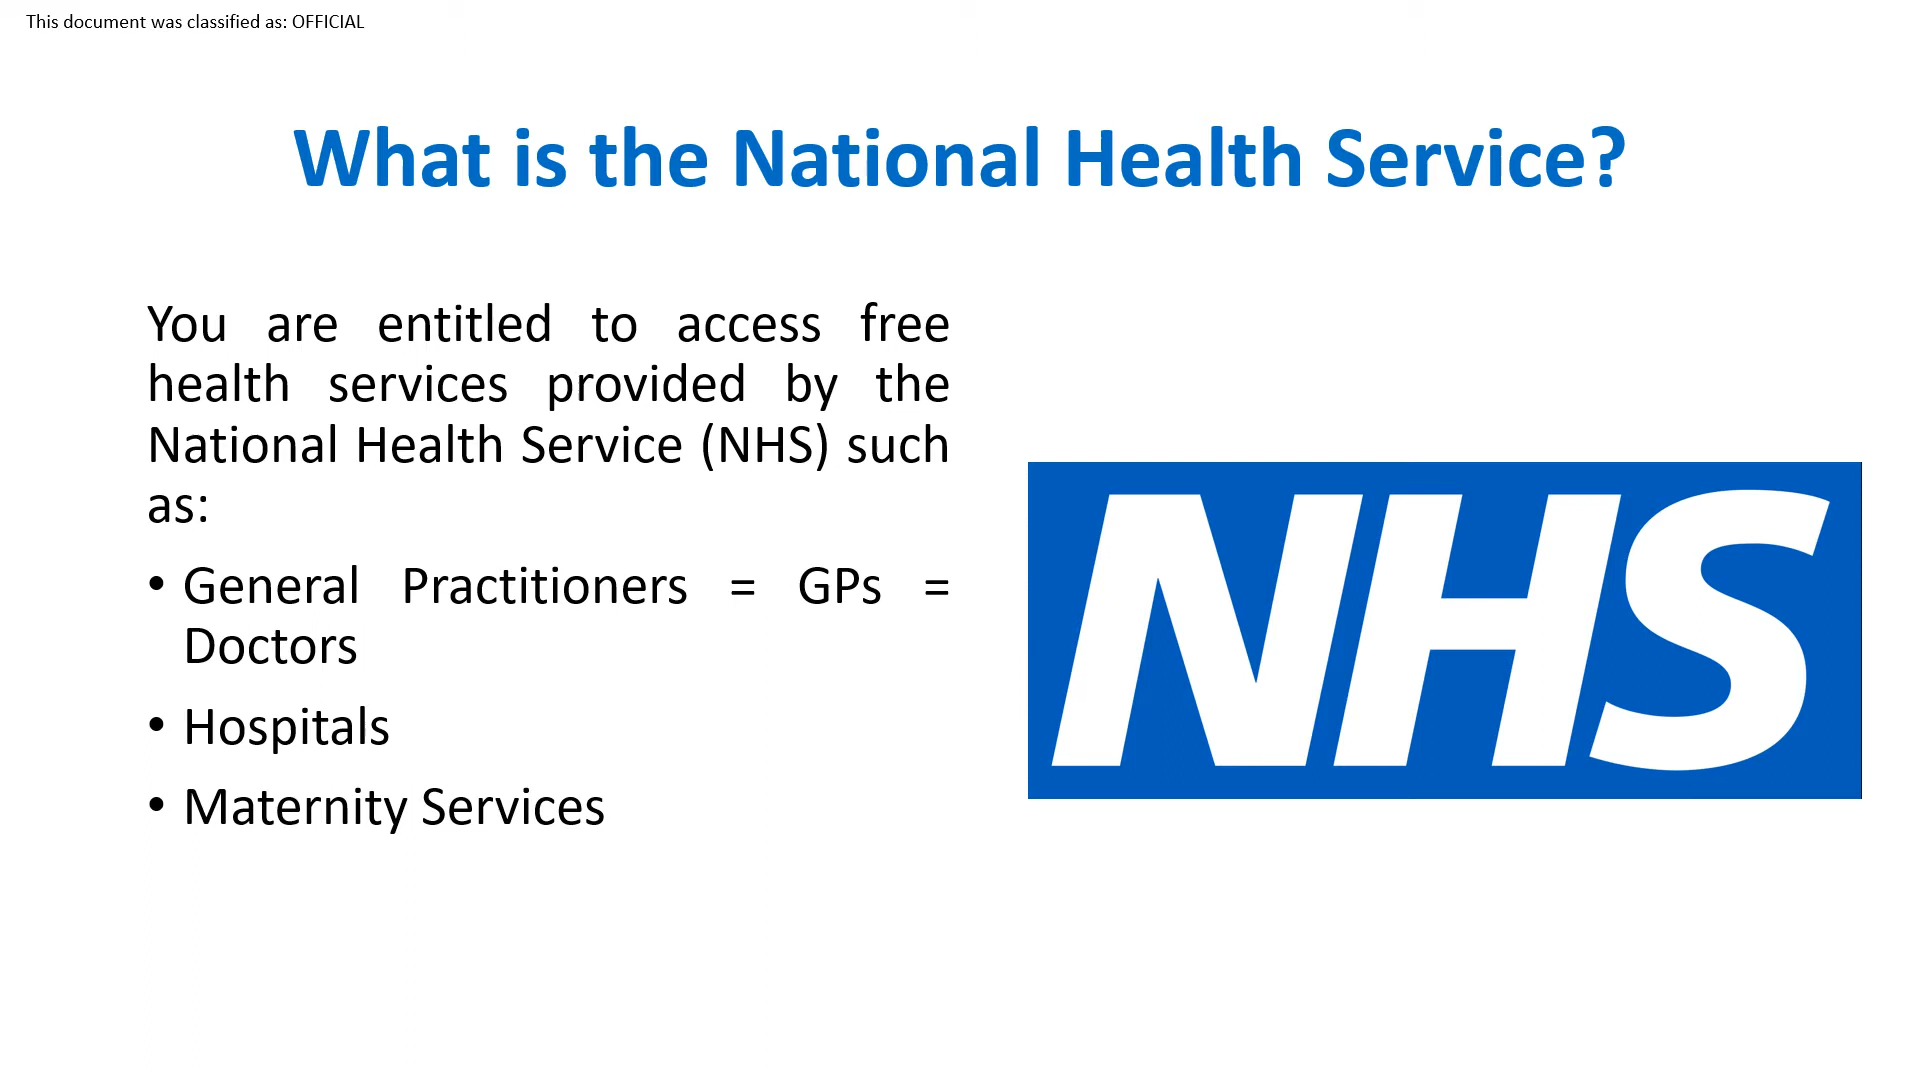 This document was classified as: OFFICIAL
What is the National Health Service?
You are entitled to access free
health services provided by the
National Health Service (NHS) such
as:
• General Practitioners = GPs =
Doctors
• Hospitals
• Maternity Services
NHS